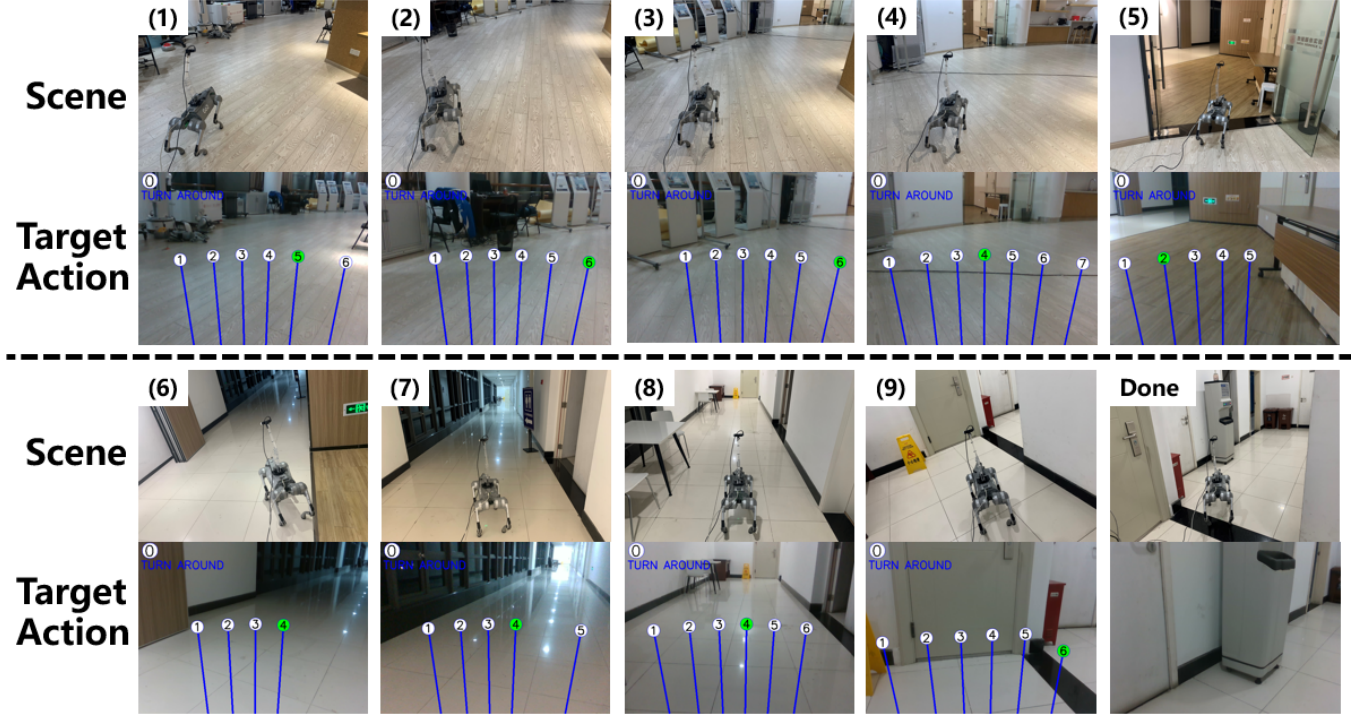 (1) (2) (3) (4) (5)
Scene
0 0 0 0 0
TURN AROUND TURN AROUND TURN AROUND TURN AROUND TURN AROUND
Target
Action
1 2 3 4 5 6
1 2 3 4 5 6
1 2 3 4 5 6
1 2 3 4 5 6 7
1 2 3 4 5
(6) (7) (8) (9) Done
Scene
0 0 0 0
TURN AROUND TURN AROUND TURN AROUND TURN AROUND
Target
Action
1 2 3 4
1 2 3 4 5
1 2 3 4 5 6
1 2 3 4 5 6